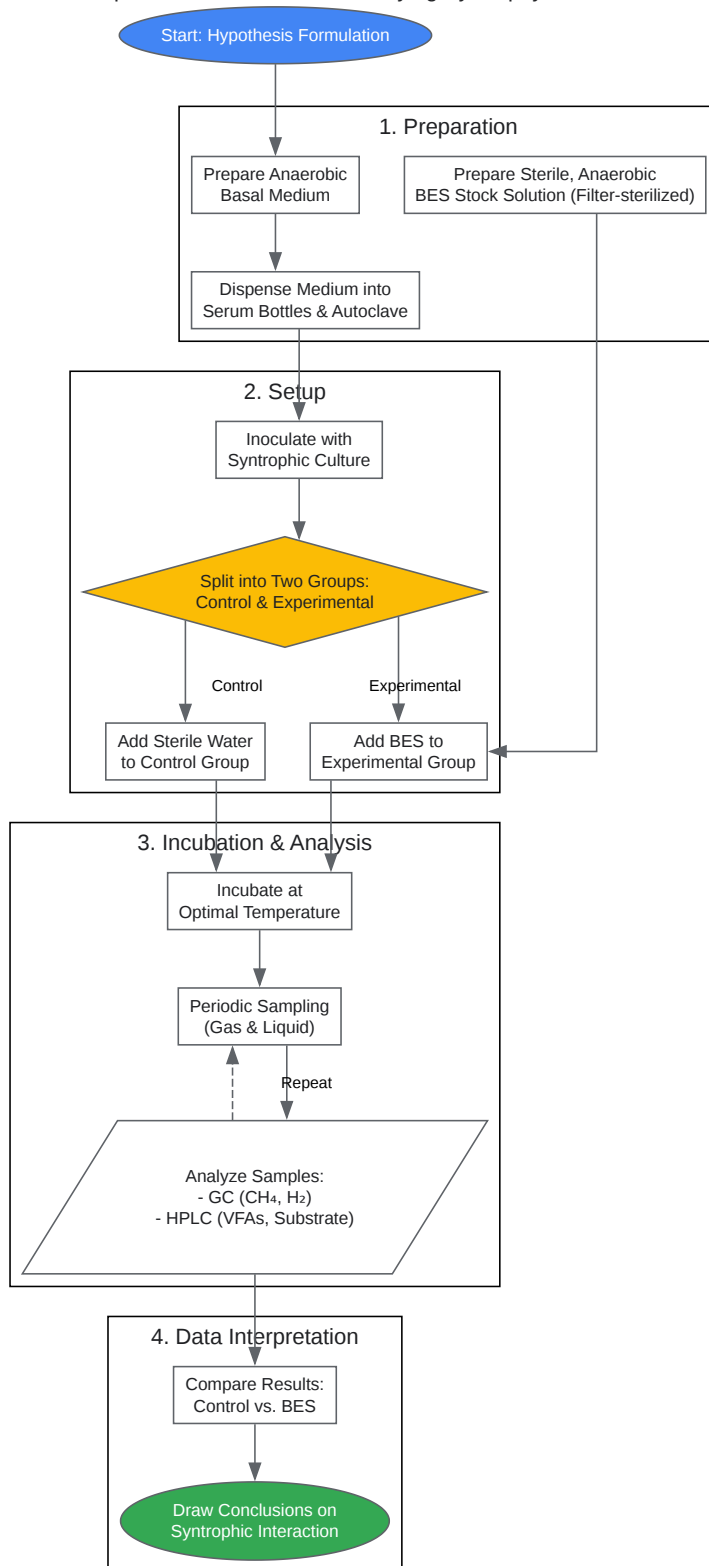 Start: Hypothesis Formulation
1. Preparation
Prepare Anaerobic
Basal Medium
Prepare Sterile, Anaerobic
BES Stock Solution (Filter-sterilized)
Dispense Medium into
Serum Bottles & Autoclave
2. Setup
Inoculate with
Syntrophic Culture
Split into Two Groups:
Control & Experimental
Control
Experimental
Add Sterile Water
to Control Group
Add BES to
Experimental Group
3. Incubation & Analysis
Incubate at
Optimal Temperature
Periodic Sampling
(Gas & Liquid)
Repeat
Analyze Samples:
- GC (CH₄, H₂)
- HPLC (VFAs, Substrate)
4. Data Interpretation
Compare Results:
Control vs. BES
Draw Conclusions on
Syntrophic Interaction